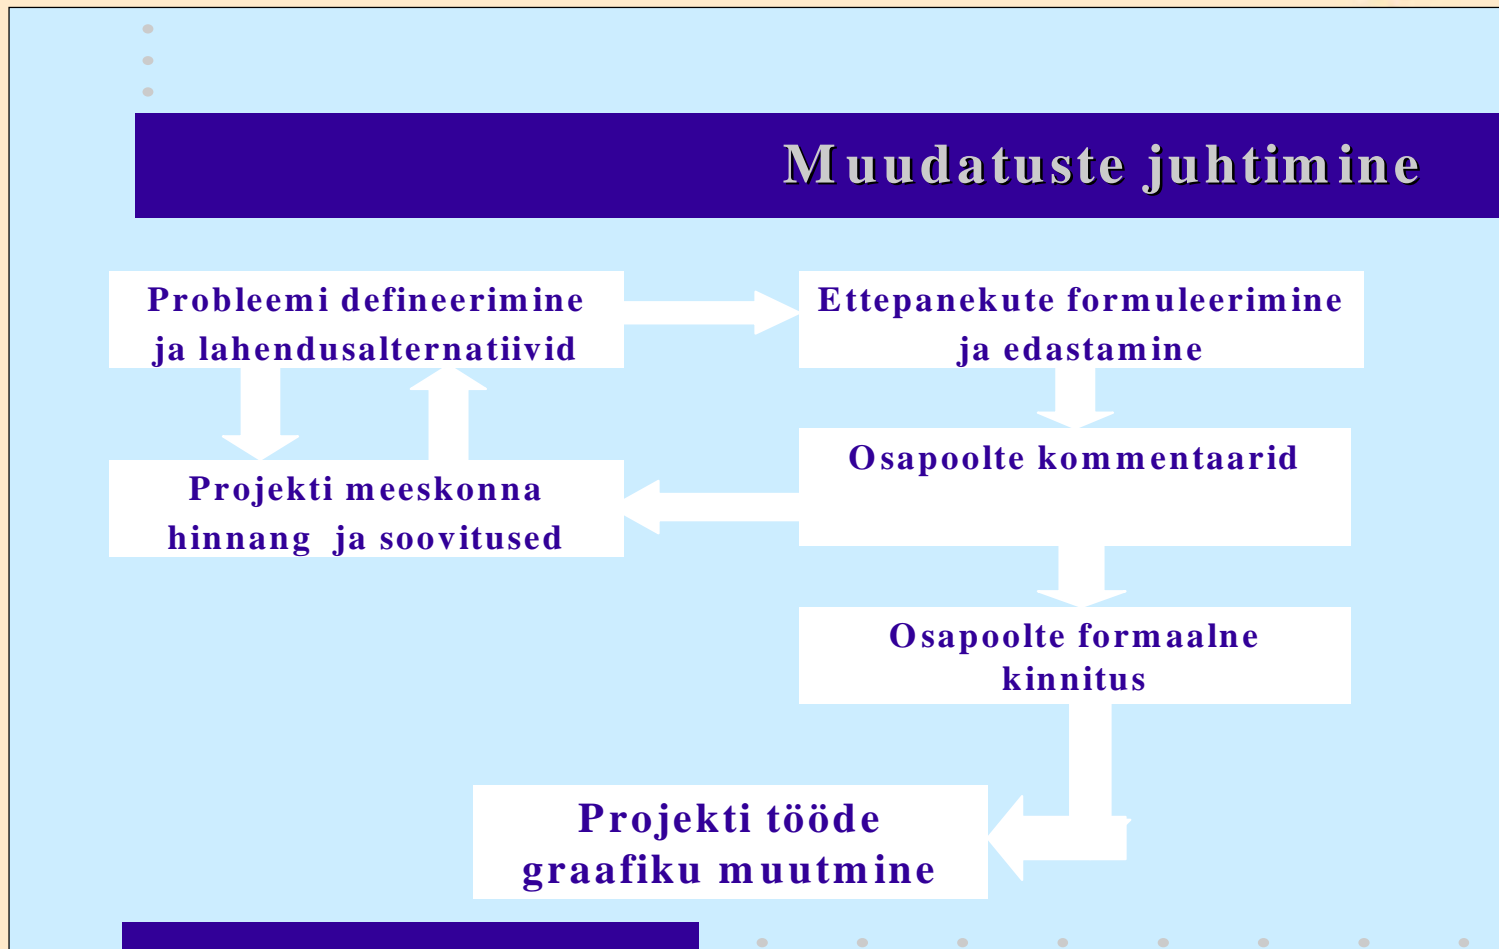 Muudatuste juhtimine
Probleemi defineerimine
ja lahendusalternatiivid
Ettepanekute formuleerimine
ja edastamine
Osapoolte kommentaarid
Projekti meeskonna
hinnang ja soovitused
Osapoolte formaalne
kinnitus
Projekti tööde
graafiku muutmine